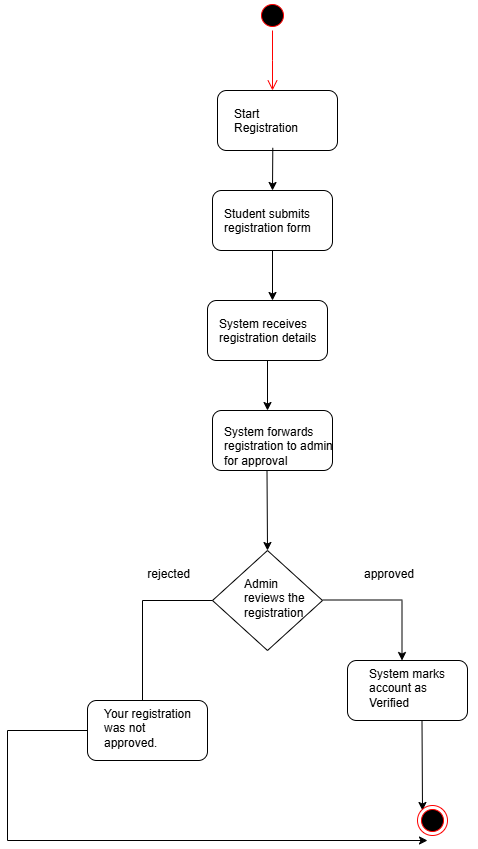 Start
Registration
Student submits
registration form
System receives
registration details
System forwards
registration to admin
for approval
rejected
approved
Admin
reviews the
registration
System marks
account as
Verified
Your registration
was not
approved.